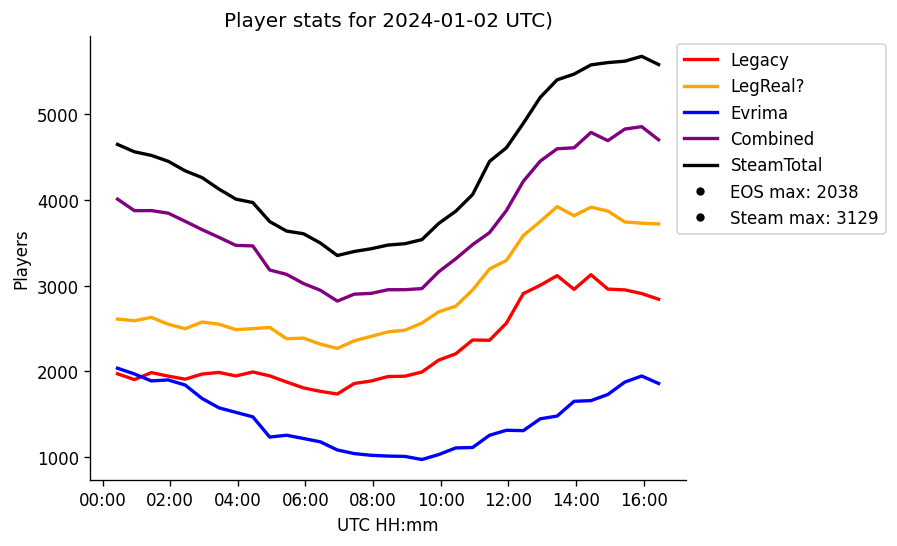 Player stats for 2024-01-02 UTC)
Legacy
LegReal?
Evrima
Combined
SteamTotal
EOS max: 2038
Steam max: 3129
Players
5000
4000
3000
2000
1000
00:00 02:00 04:00 06:00 08:00 10:00 12:00 14:00 16:00
UTC HH:mm